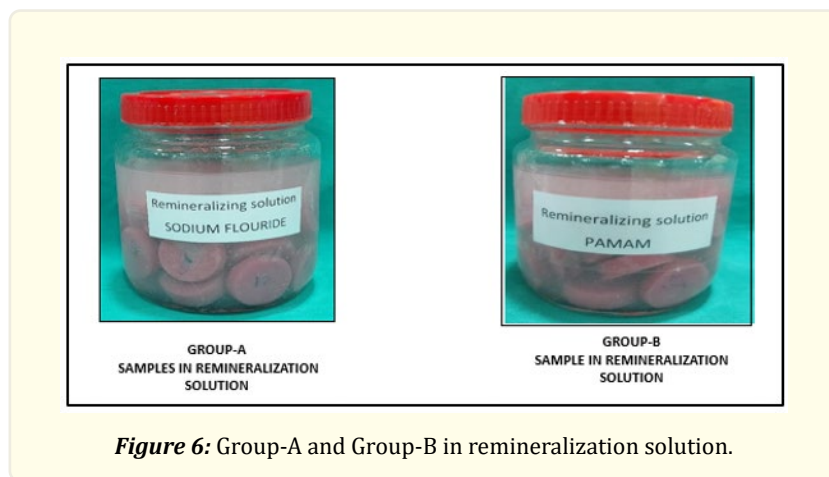 Remineralizing solution
SODIUM FLOURIDE
12
Remineralizing solution
PAMAM
GROUP-A
SAMPLES IN REMINERALIZATION
SOLUTION
GROUP-B
SAMPLE IN REMINERALIZATION
SOLUTION
Figure 6: Group-A and Group-B in remineralization solution.